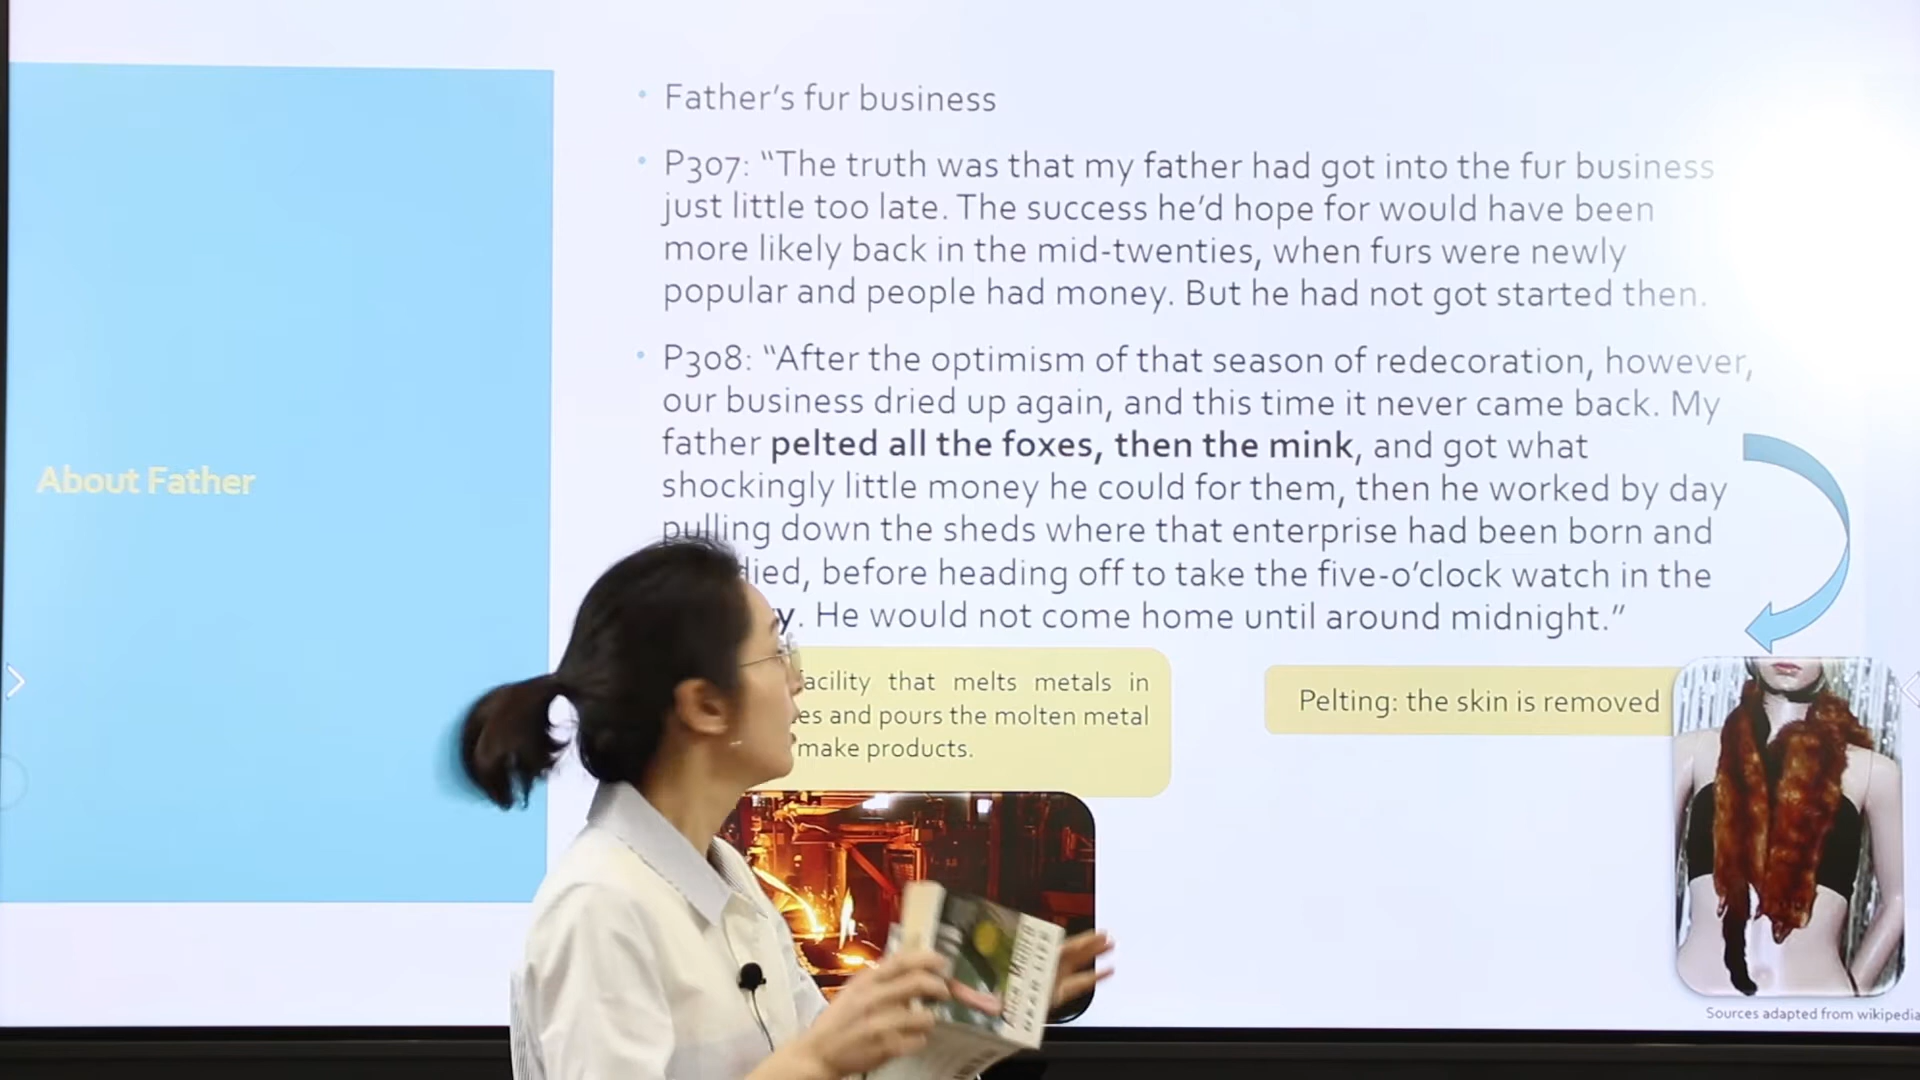 About Father
• Father's fur business
• P307: “The truth was that my father had got into the fur business
just little too late. The success he'd hope for would have been
more likely back in the mid-twenties, when furs were newly
popular and people had money. But he had not got started then.
• P308: “After the optimism of that season of redecoration, however,
our business dried up again, and this time it never came back. My
father pelted all the foxes, then the mink, and got what
shockingly little money he could for them, then he worked by day
pulling down the sheds where that enterprise had been born and
died, before heading off to take the five-o'clock watch in the
. He would not come home until around midnight.”
facility that melts metals in
and pours the molten metal
make products.
Pelting: the skin is removed
Sources adapted from wikipedia
ALICE MUNRO
DEAR LIFE